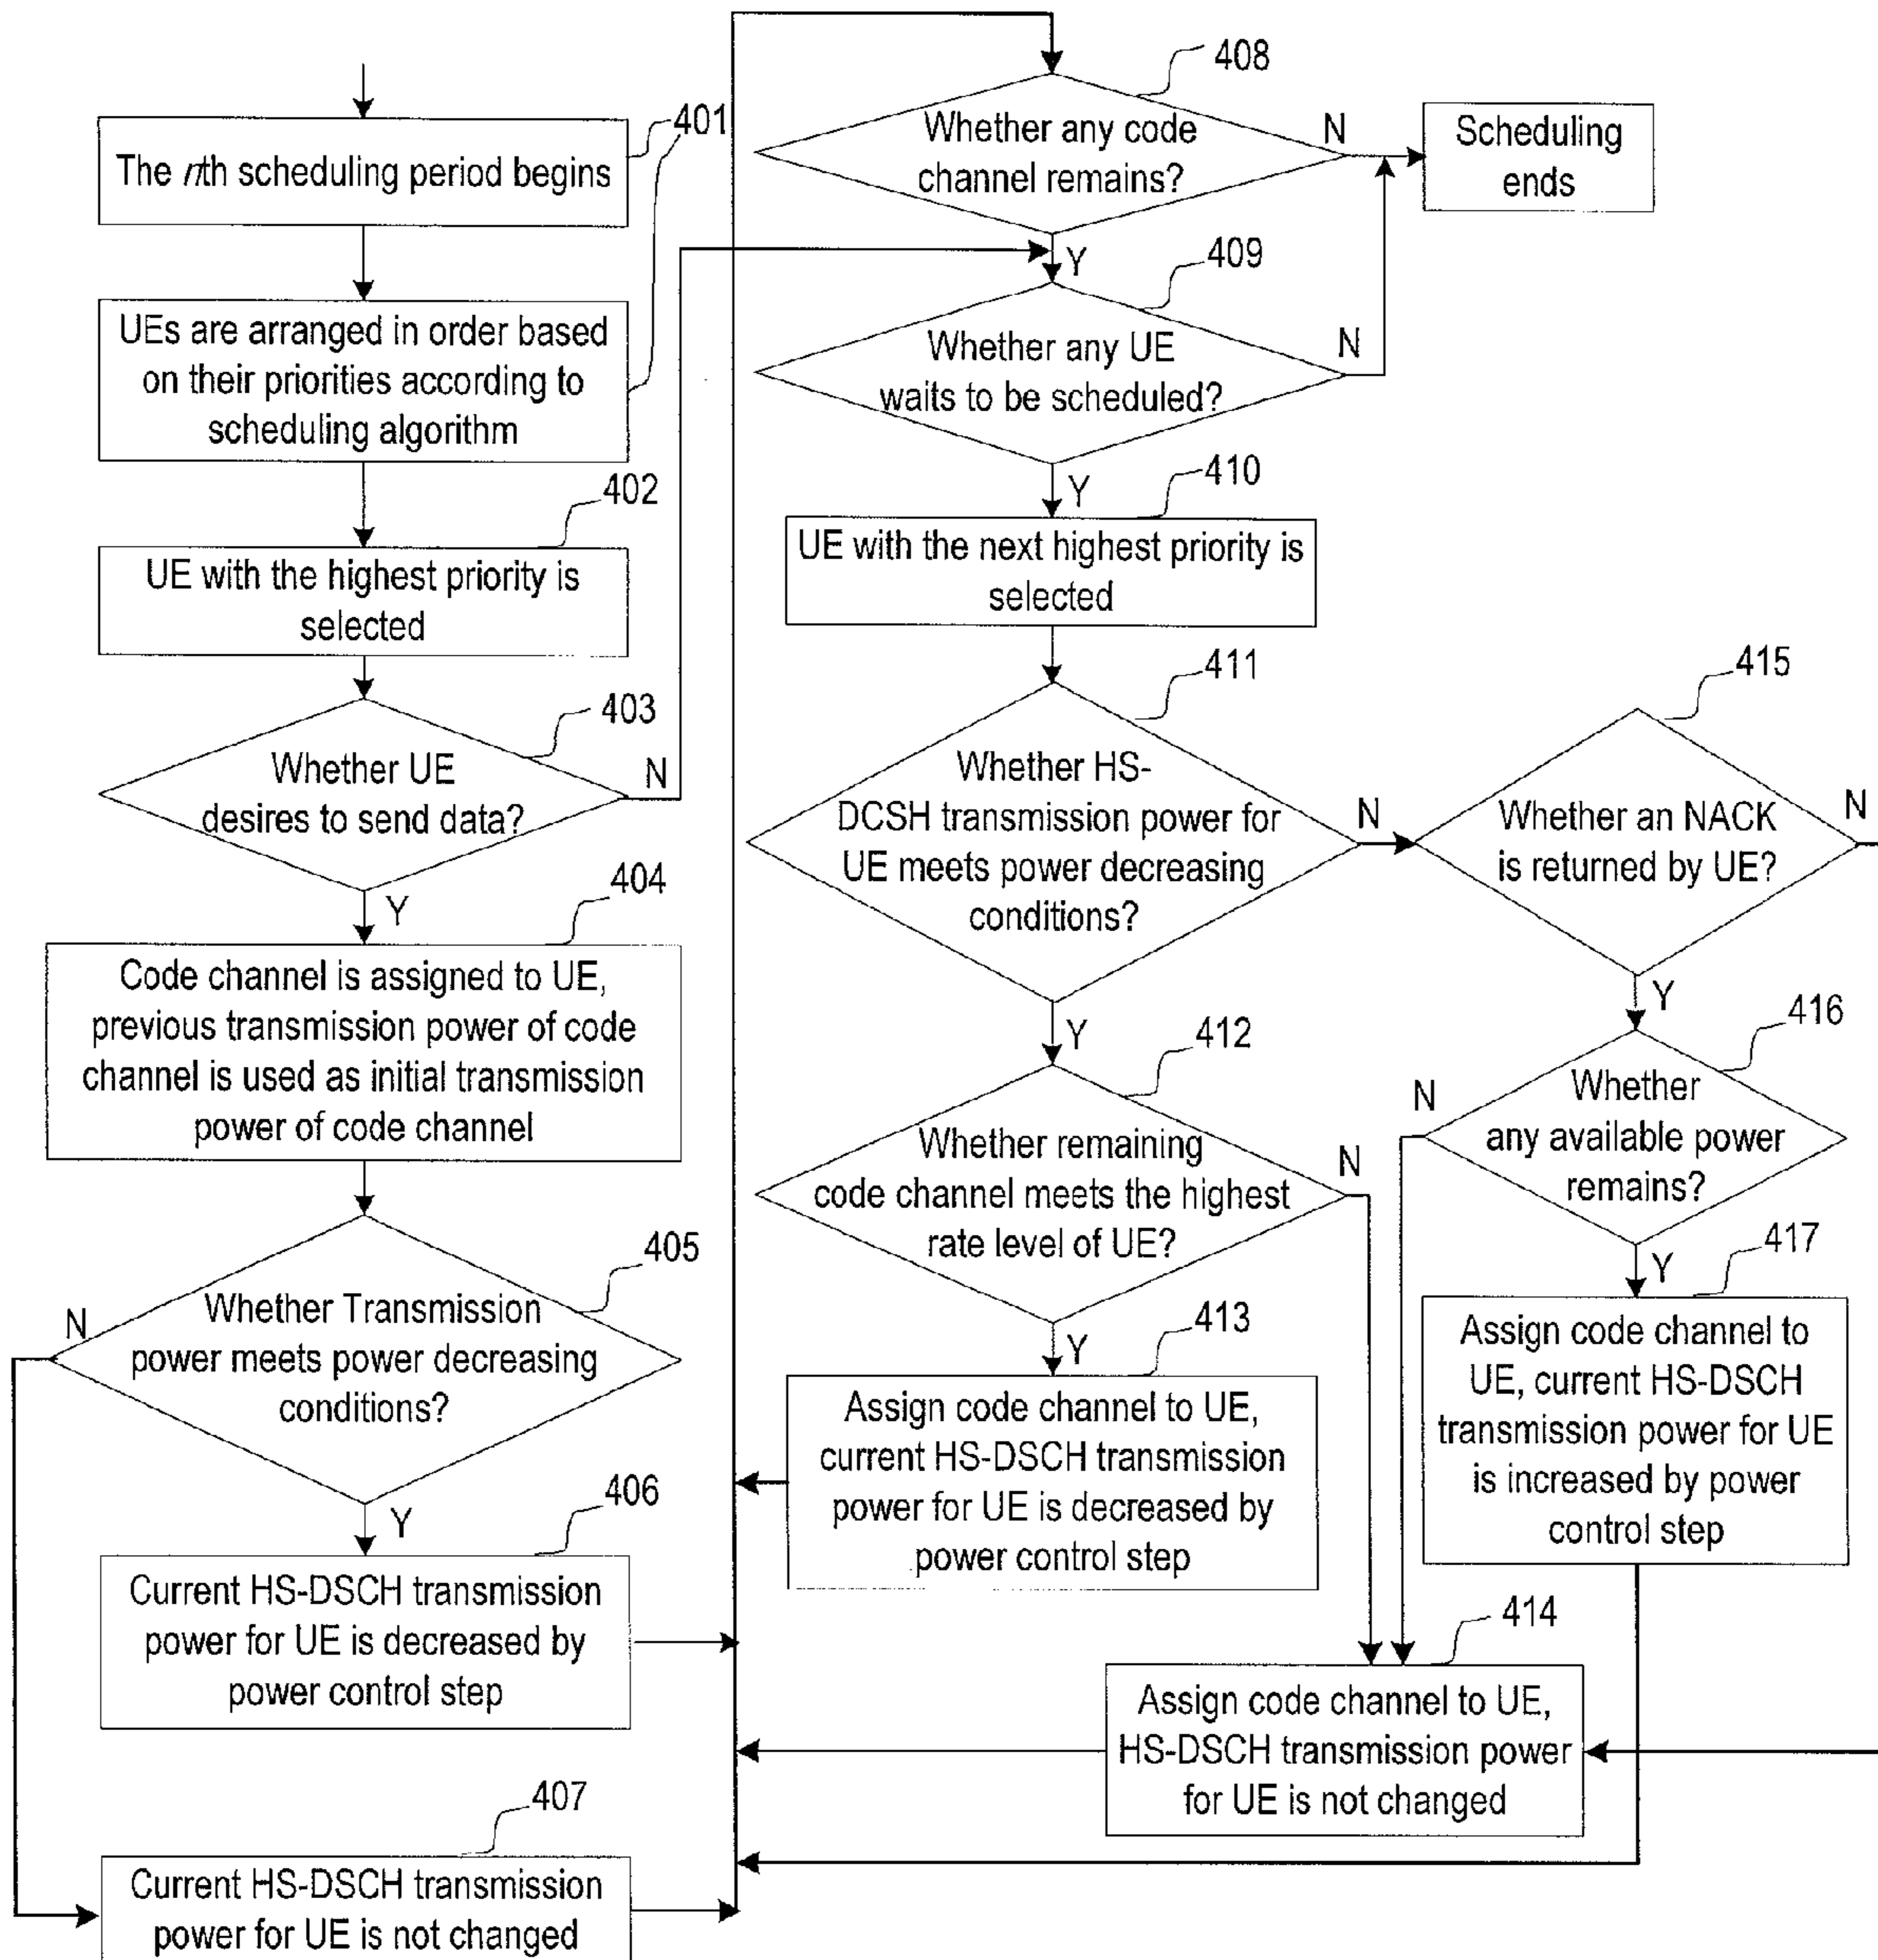 401
The nth scheduling period begins
UEs are arranged in order based
on their priorities according to
scheduling algorithm
402
UE with the highest priority is
selected
403
Whether UE
desires to send data?
N
Y
404
Code channel is assigned to UE,
previous transmission power of code
channel is used as initial transmission
power of code channel
405
Whether Transmission
power meets power decreasing
conditions?
N
Y
406
Current HS-DSCH transmission
power for UE is decreased by
power control step
407
Current HS-DSCH transmission
power for UE is not changed
408
Whether any code
channel remains?
N
Y
Scheduling
ends
409
Whether any UE
waits to be scheduled?
N
Y
410
UE with the next highest priority is
selected
411
Whether HS-
DCSH transmission power for
UE meets power decreasing
conditions?
N
Y
412
Whether remaining
code channel meets the highest
rate level of UE?
N
Y
413
Assign code channel to UE,
current HS-DSCH transmission
power for UE is decreased by
power control step
414
Assign code channel to UE,
HS-DSCH transmission power
for UE is not changed
415
Whether an NACK
is returned by UE?
N
Y
416
Whether
any available power
remains?
N
Y
417
Assign code channel to
UE, current HS-DSCH
transmission power for UE
is increased by power
control step